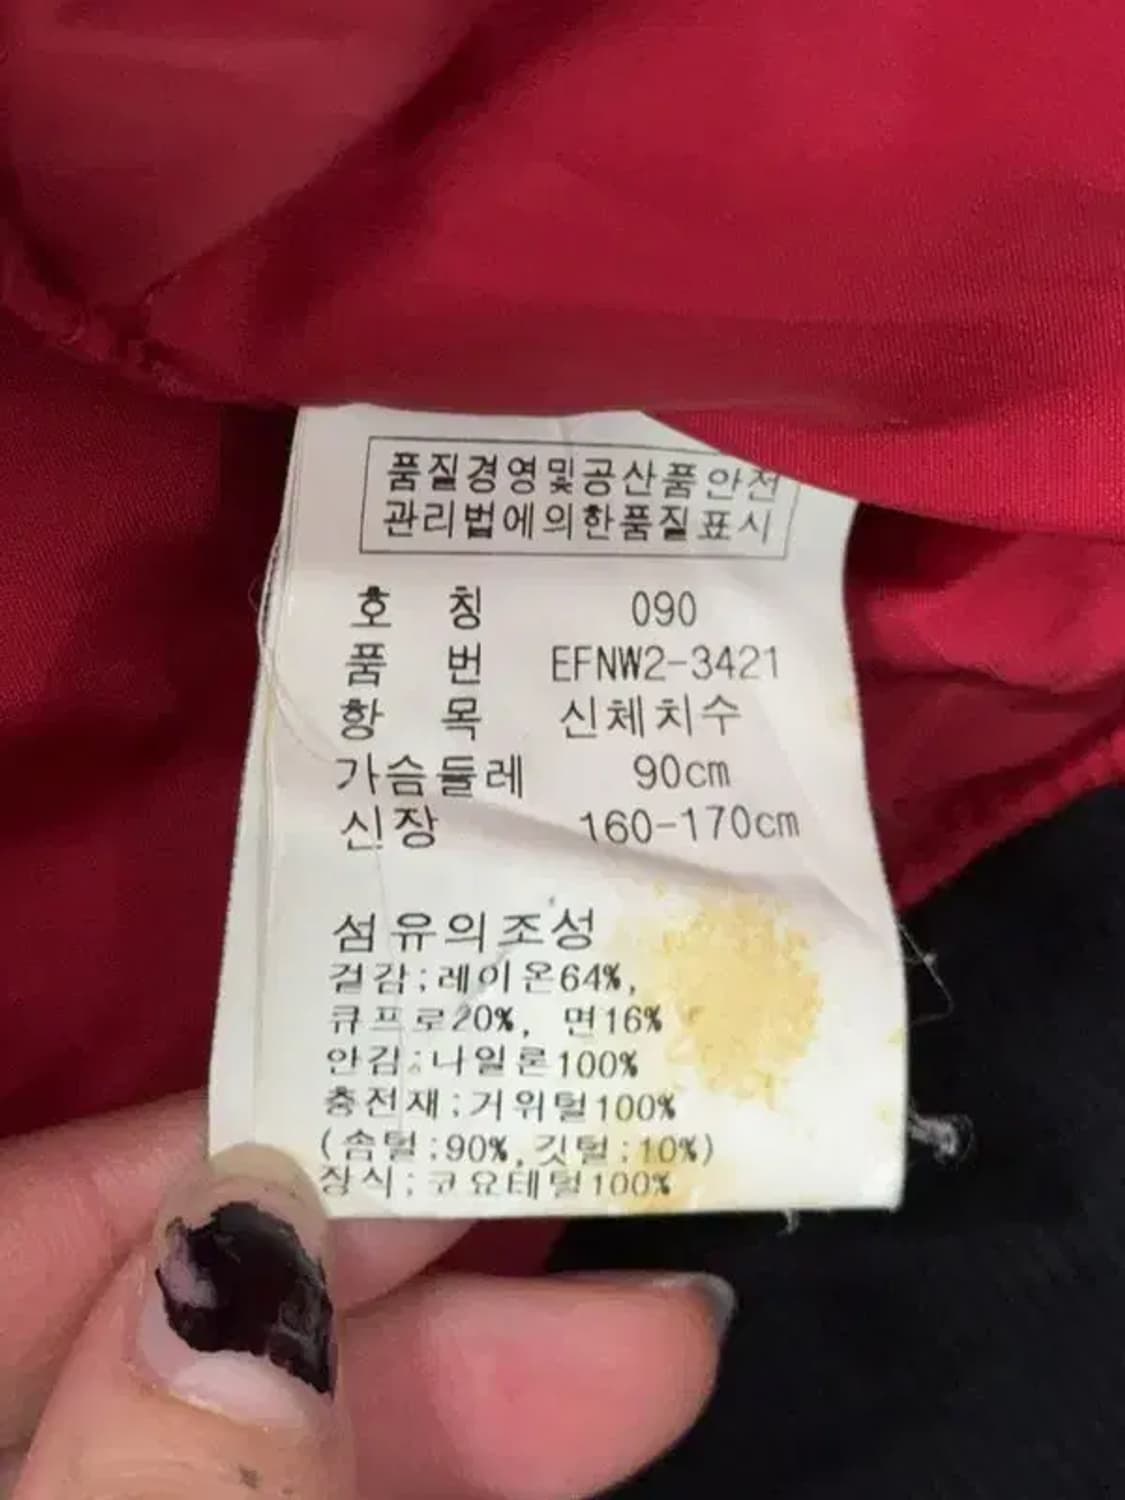 품질경영및공산품안전
관리법에의한품질표시
호 칭 090
품 번 EFNW2-3421
항 목 신체치수
가슴둘레 90cm
신장 160-170cm
섬유의조성
겉감;레이온64%,
큐프로20%, 면16%
안감;나일론100%
충전재;거위털100%
(솜털;90%,깃털;10%)
장식;코요테털100%